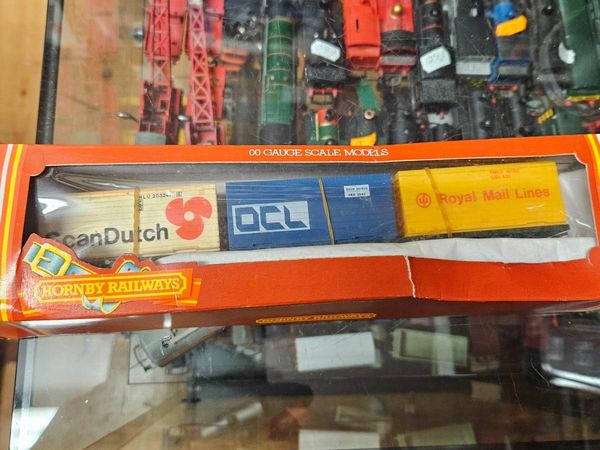 00 GAUGE SCALE MODELS
ScanDutch
OCL
Royal Mail Lines
HORNBY RAILWAYS
HORNBY RAILWAYS